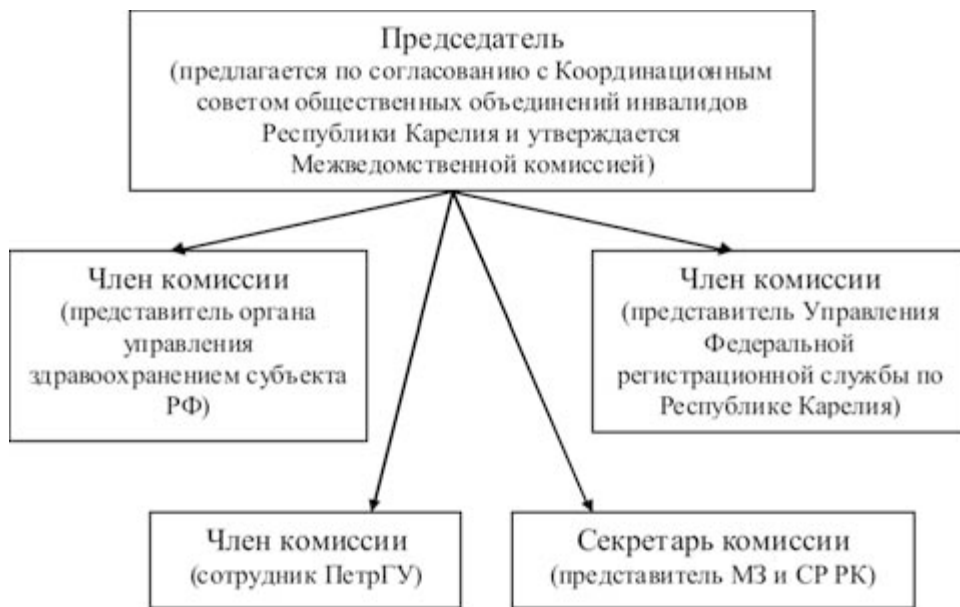 Председатель
(предлагается по согласованию с Координационным
советом общественных объединений инвалидов
Республики Карелия и утверждается
Межведомственной комиссией)
Член комиссии
(представитель органа
управления
здравоохранением субъекта
РФ)
Член комиссии
(представитель Управления
Федеральной
регистрационной службы по
Республике Карелия)
Член комиссии
(сотрудник ПетрГУ)
Секретарь комиссии
(представитель МЗ и СР РК)